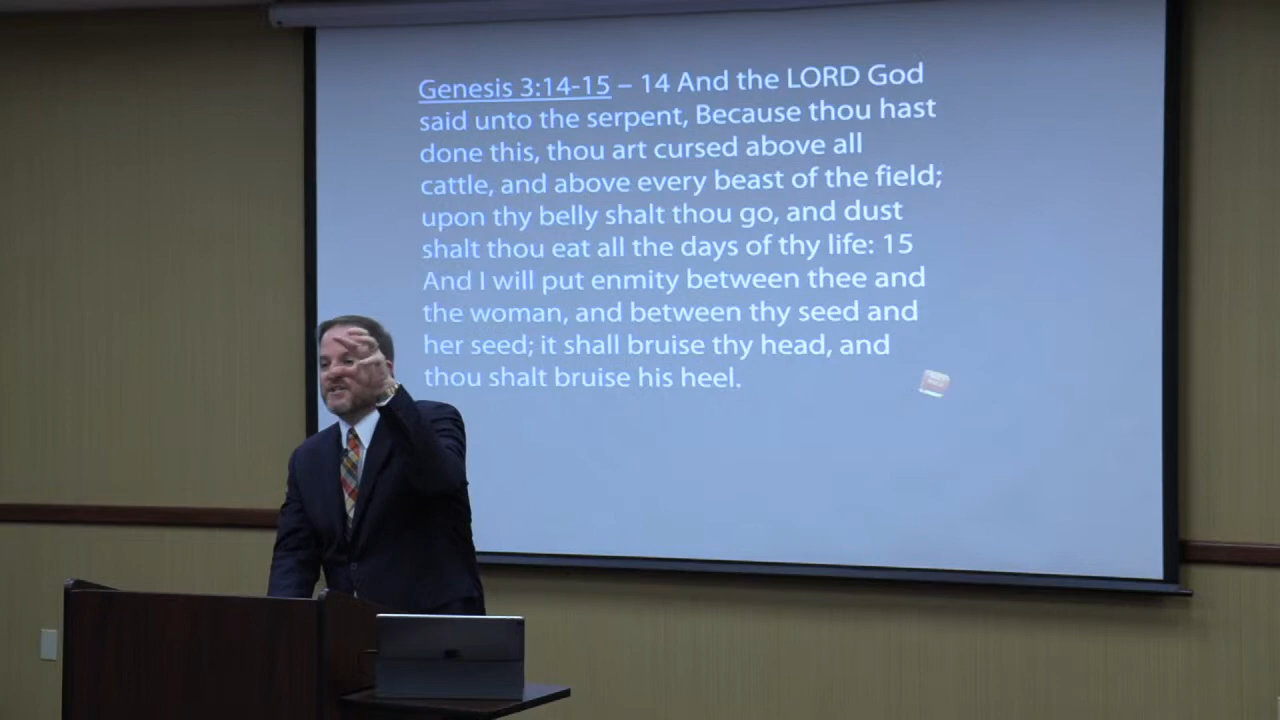 Genesis 3:14-15 – 14 And the LORD God
said unto the serpent, Because thou hast
done this, thou art cursed above all
cattle, and above every beast of the field;
upon thy belly shalt thou go, and dust
shalt thou eat all the days of thy life: 15
And I will put enmity between thee and
the woman, and between thy seed and
her seed; it shall bruise thy head, and
thou shalt bruise his heel.